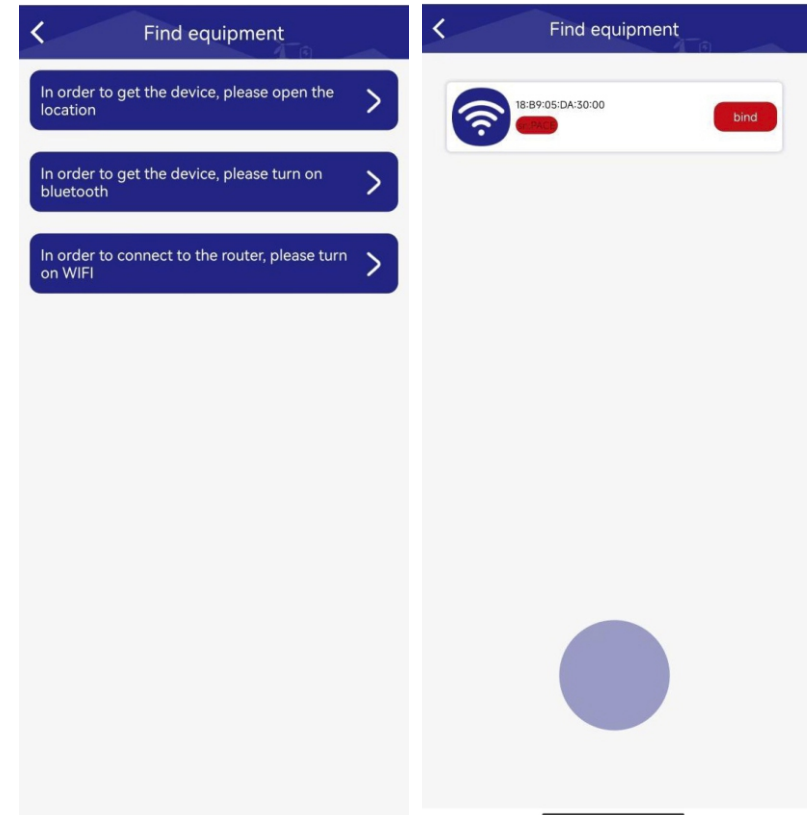 Find equipment
In order to get the device, please open the
location
In order to get the device, please turn on
bluetooth
In order to connect to the router, please turn
on WIFI
Find equipment
18:B9:05:DA:30:00
bind